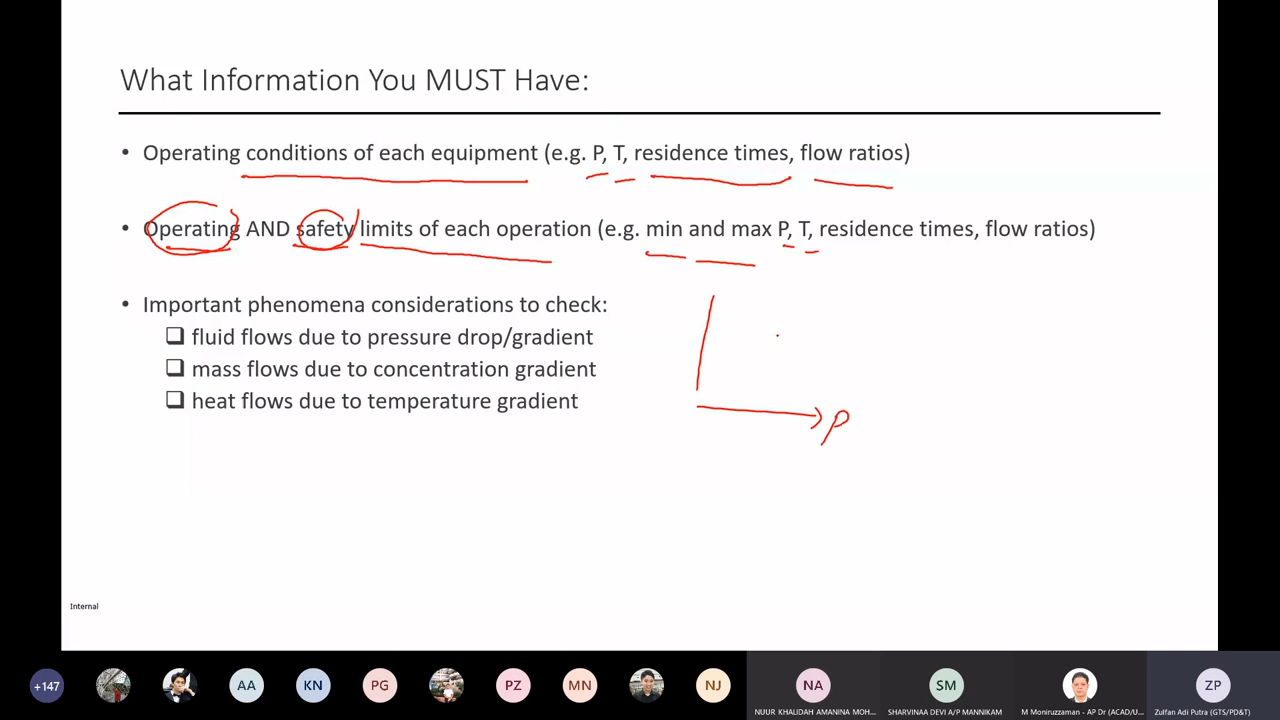 What Information You MUST Have:
• Operating conditions of each equipment (e.g. P, T, residence times, flow ratios)
• Operating AND safety limits of each operation (e.g. min and max P, T, residence times, flow ratios)
• Important phenomena considerations to check:
❑ fluid flows due to pressure drop/gradient
❑ mass flows due to concentration gradient
❑ heat flows due to temperature gradient
P
Internal
+147
AA
KN
PG
PZ
MN
NJ
NA
SM
ZP
NUUR KHALIDAH AMANINA MOH...
SHARVINAA DEVI A/P MANNIKAM
M Moniruzzaman - AP Dr (ACAD/U...
Zulfan Adi Putra (GTS/PD&T)